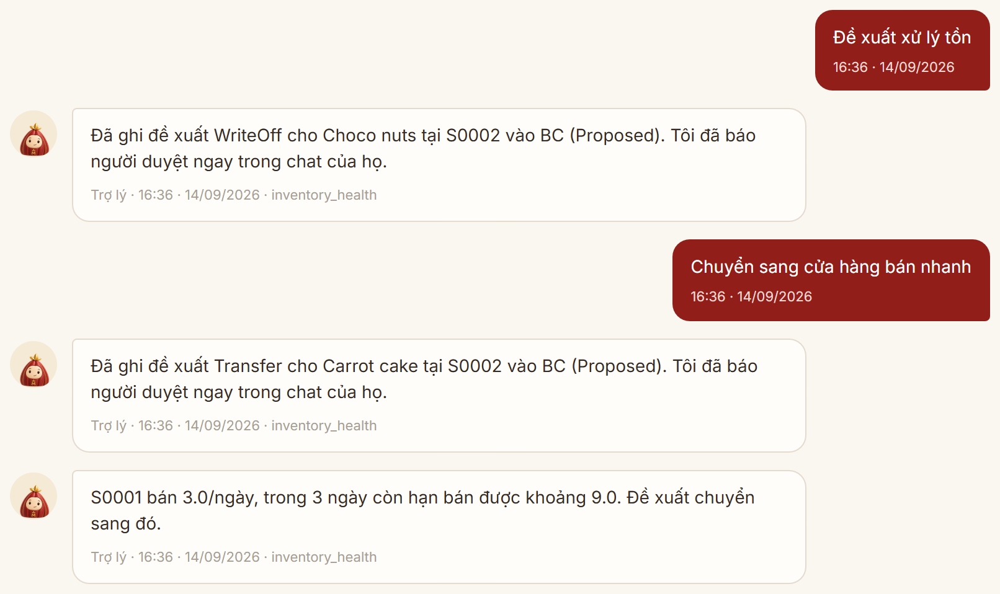 Đề xuất xử lý tồn
16:36 · 14/09/2026
Đã ghi đề xuất WriteOff cho Choco nuts tại S0002 vào BC (Proposed). Tôi đã báo
người duyệt ngay trong chat của họ.
Trợ lý · 16:36 · 14/09/2026 · inventory_health
Chuyển sang cửa hàng bán nhanh
16:36 · 14/09/2026
Đã ghi đề xuất Transfer cho Carrot cake tại S0002 vào BC (Proposed). Tôi đã báo
người duyệt ngay trong chat của họ.
Trợ lý · 16:36 · 14/09/2026 · inventory_health
S0001 bán 3.0/ngày, trong 3 ngày còn hạn bán được khoảng 9.0. Đề xuất chuyển
sang đó.
Trợ lý · 16:36 · 14/09/2026 · inventory_health